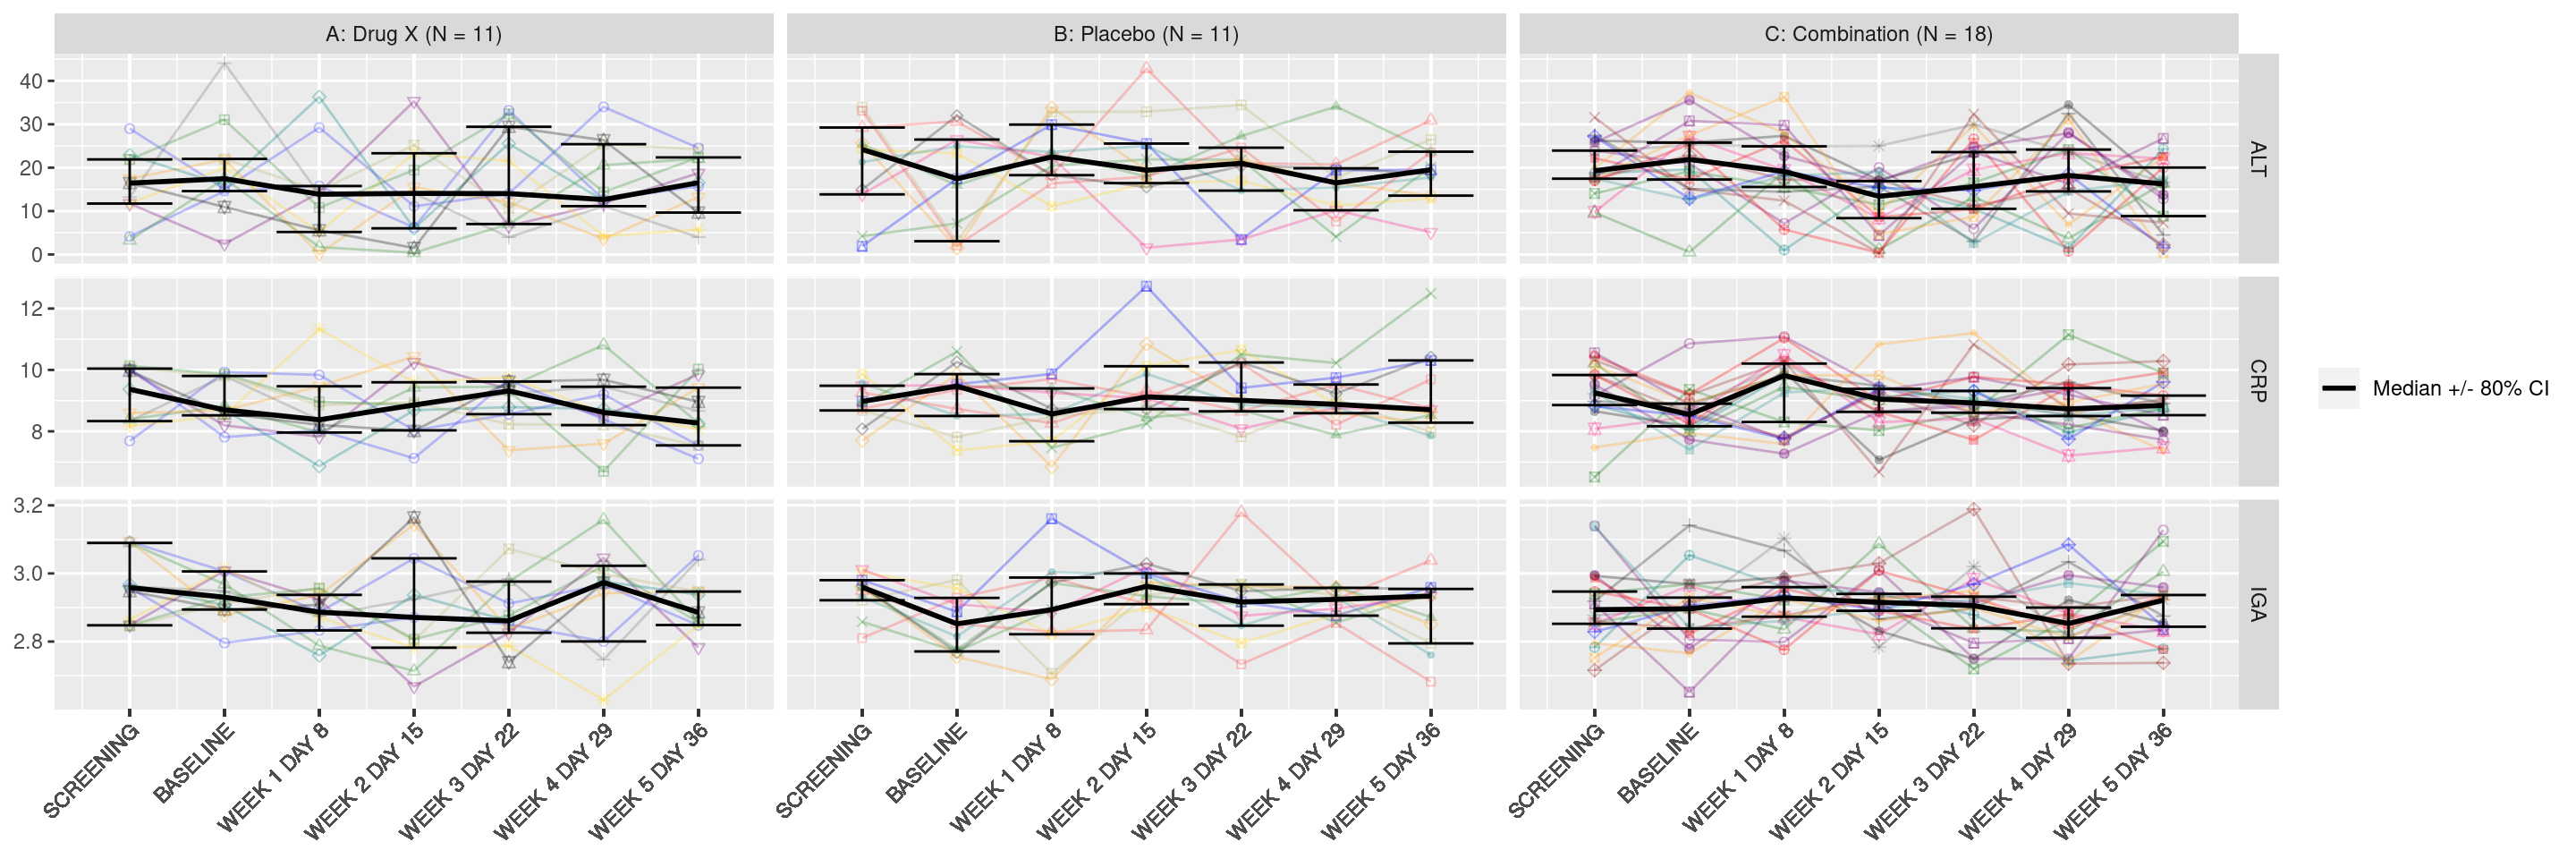 A: Drug X (N = 11)
B: Placebo (N = 11)
C: Combination (N = 18)
40
30
20
10
0
ALT
12
10
8
CRP
Median +/- 80% CI
3.2
3.0
2.8
IGA
SCREENING
BASELINE
WEEK 1 DAY 8
WEEK 2 DAY 15
WEEK 3 DAY 22
WEEK 4 DAY 29
WEEK 5 DAY 36
SCREENING
BASELINE
WEEK 1 DAY 8
WEEK 2 DAY 15
WEEK 3 DAY 22
WEEK 4 DAY 29
WEEK 5 DAY 36
SCREENING
BASELINE
WEEK 1 DAY 8
WEEK 2 DAY 15
WEEK 3 DAY 22
WEEK 4 DAY 29
WEEK 5 DAY 36